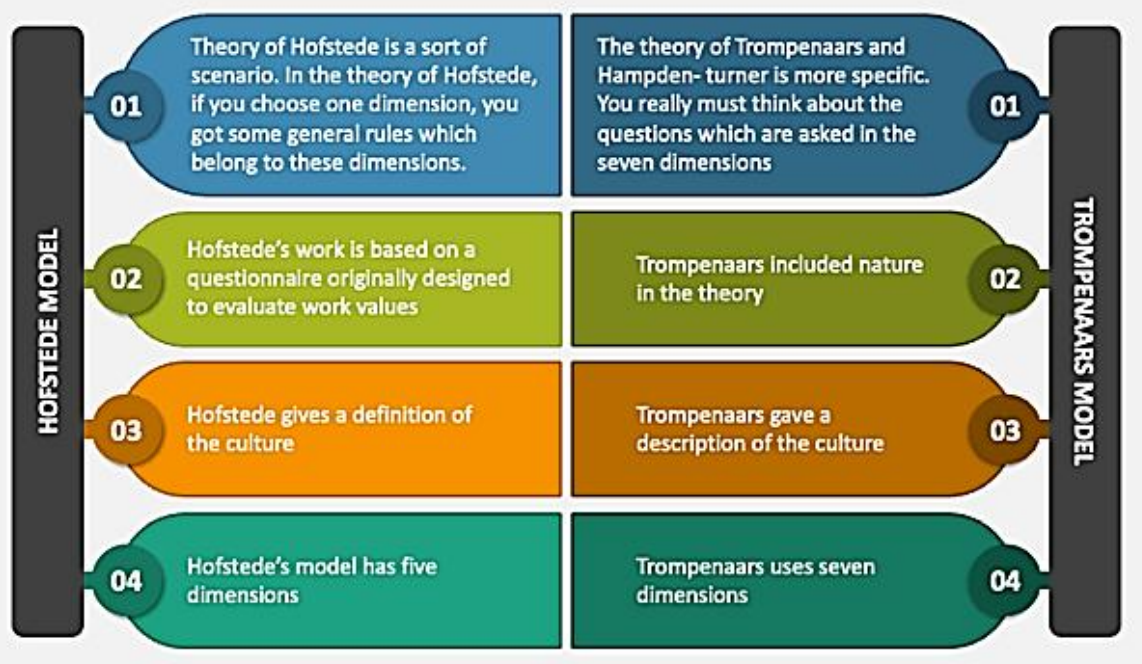 HOFSTEDE MODEL
01
Theory of Hofstede is a sort of
scenario. In the theory of Hofstede,
if you choose one dimension, you
got some general rules which
belong to these dimensions.
The theory of Trompenaars and
Hampden- turner is more specific.
You really must think about the
questions which are asked in the
seven dimensions
01
02
Hofstede's work is based on a
questionnaire originally designed
to evaluate work values
Trompenaars included nature
in the theory
02
03
Hofstede gives a definition of
the culture
Trompenaars gave a
description of the culture
03
04
Hofstede's model has five
dimensions
Trompenaars uses seven
dimensions
04
TROMPENAARS MODEL